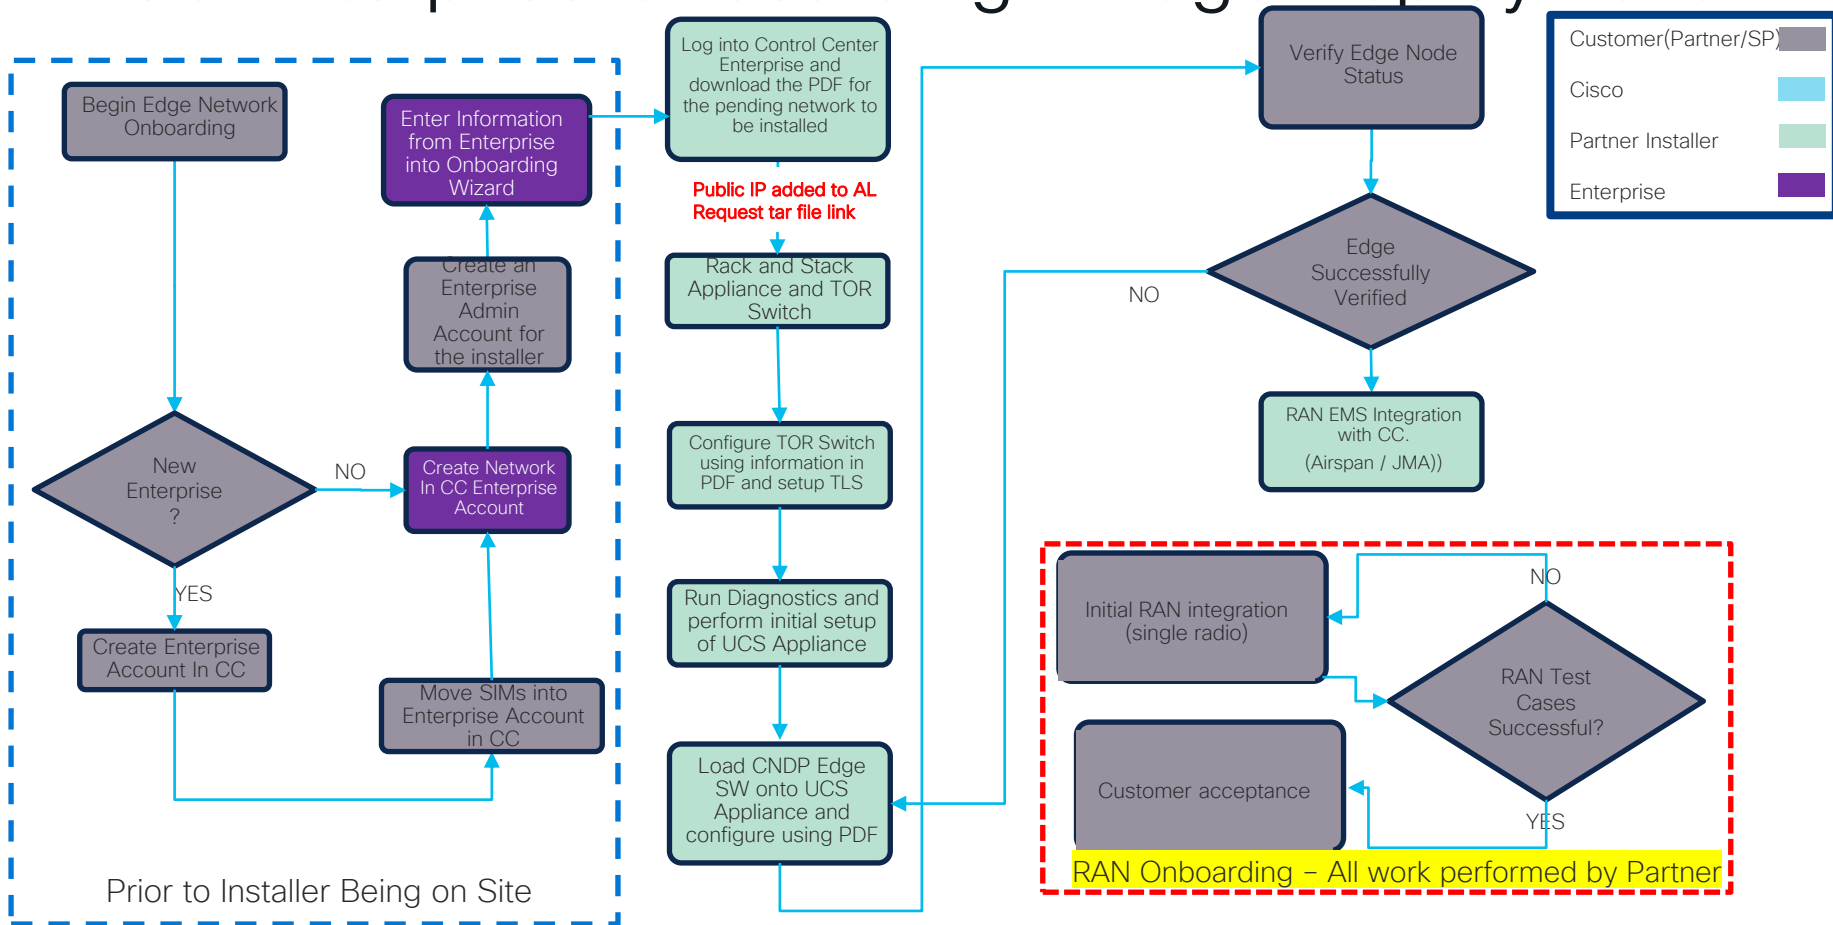 Begin Edge Network
Onboarding
New
Enterprise
?
NO
YES
Create Enterprise
Account In CC
Move SIMs into
Enterprise Account
in CC
Create Network
In CC Enterprise
Account
Create an
Enterprise
Admin
Account for
the installer
Enter Information
from Enterprise
into Onboarding
Wizard
Prior to Installer Being on Site
Log into Control Center
Enterprise and
download the PDF for
the pending network to
be installed
Public IP added to AL
Request tar file link
Rack and Stack
Appliance and TOR
Switch
Configure TOR Switch
using information in
PDF and setup TLS
Run Diagnostics and
perform initial setup
of UCS Appliance
Load CNDP Edge
SW onto UCS
Appliance and
configure using PDF
Verify Edge Node
Status
Edge
Successfully
Verified
NO
RAN EMS Integration
with CC.
(Airspan / JMA))
Customer(Partner/SP)
Cisco
Partner Installer
Enterprise
Initial RAN integration
(single radio)
NO
RAN Test
Cases
Successful?
YES
Customer acceptance
RAN Onboarding – All work performed by Partner